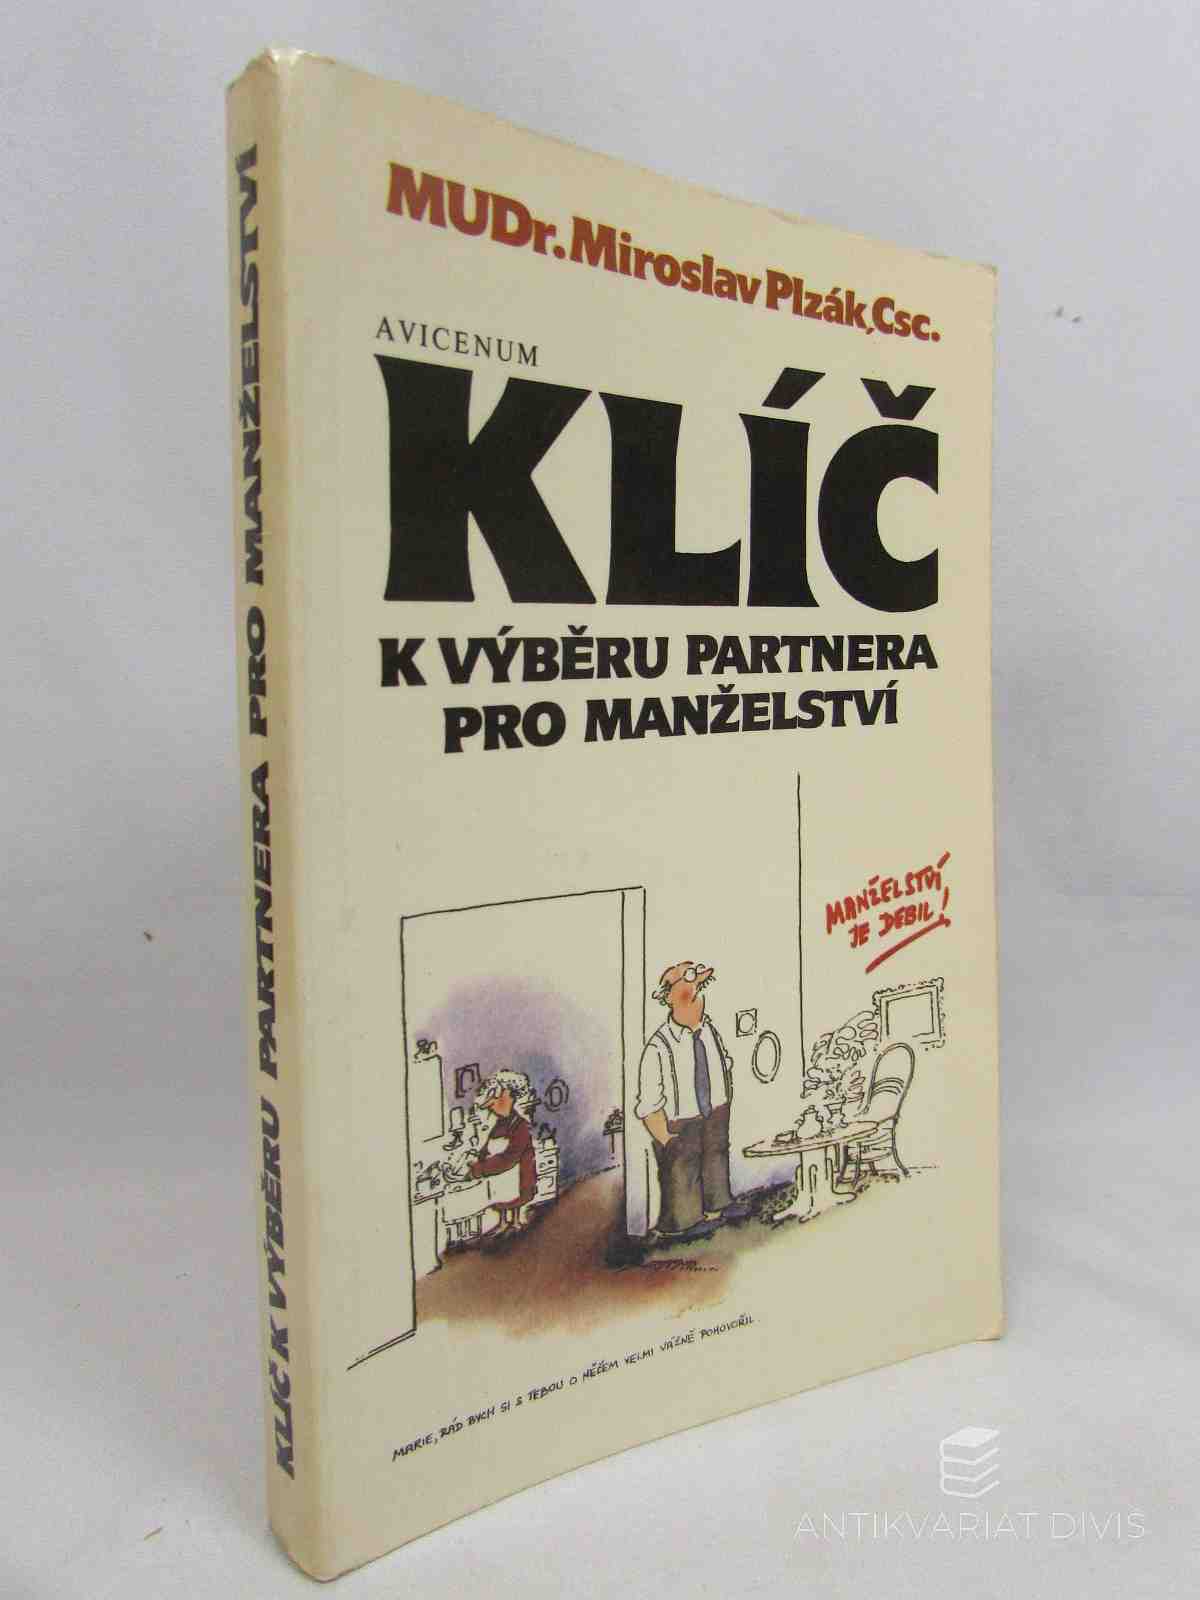 KLÍČ K VÝBĚRU PARTNERA PRO MANŽELSTVÍ
MUDr. Miroslav Plzák, Csc.
AVICENUM
KLÍČ
K VÝBĚRU PARTNERA
PRO MANŽELSTVÍ
MANŽELSTVÍ
JE DEBIL!
MARIE, RÁD BYCH SI S TEBOU O NĚČEM VELMI VÁŽNĚ POHOVOŘIL.
ANTIKVARIÁT DIVIŠ